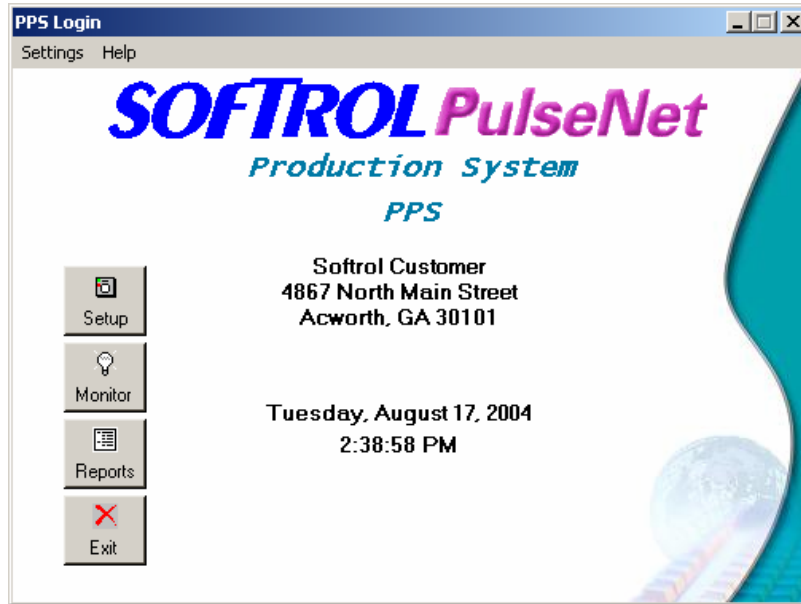 PPS Login
Settings Help
SOFTROL PulseNet
Production System
PPS
Softrol Customer
4867 North Main Street
Acworth, GA 30101
Setup
Monitor
Tuesday, August 17, 2004
2:38:58 PM
Reports
Exit